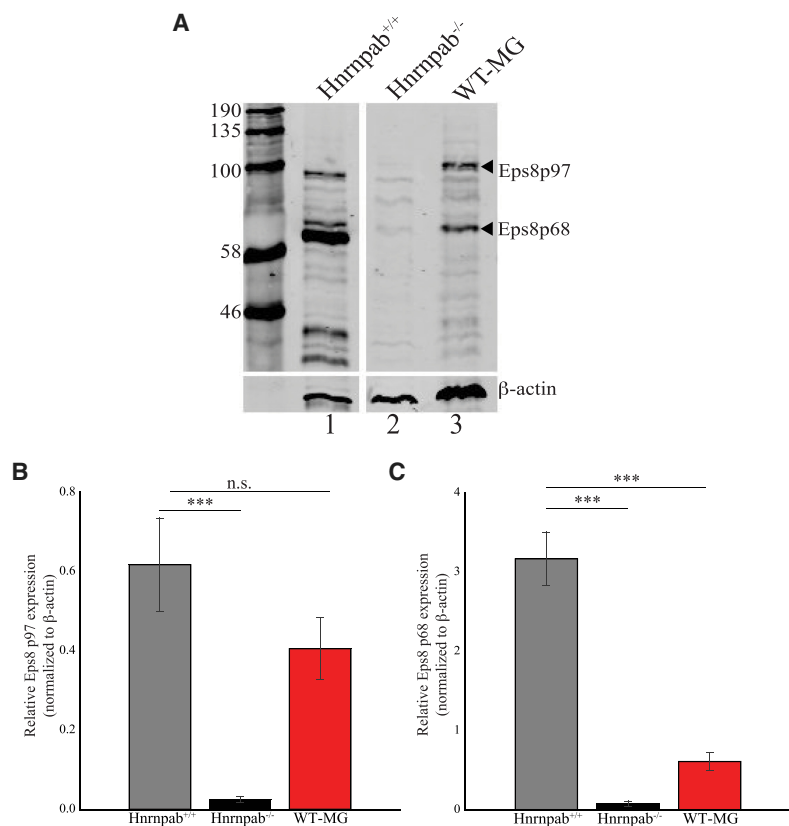 A
Hnrnpab+/+
Hnrnpab-/-
WT-MG
190
135
100
58
46
Eps8p97
Eps8p68
β-actin
1 2 3
B
n.s.
***
0.8
0.6
0.4
0.2
0.0
Relative Eps8 p97 expression
(normalized to β-actin)
Hnrnpab+/+ Hnrnpab-/- WT-MG
C
***
***
4
3
2
1
0
Relative Eps8 p68 expression
(normalized to β-actin)
Hnrnpab+/+ Hnrnpab-/- WT-MG